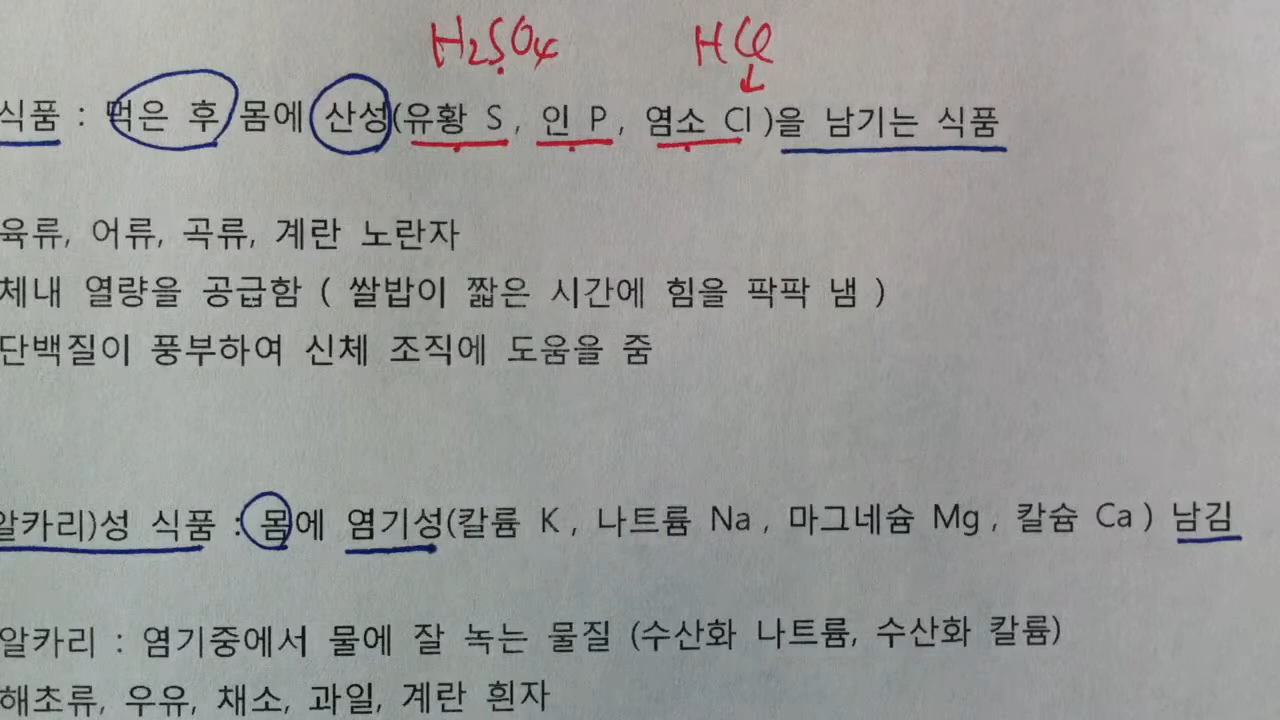 H₂SO₄ HCl
식품 : 먹은 후 몸에 산성(유황 S, 인 P, 염소 Cl )을 남기는 식품
육류, 어류, 곡류, 계란 노란자
체내 열량을 공급함 ( 쌀밥이 짧은 시간에 힘을 팍팍 냄 )
단백질이 풍부하여 신체 조직에 도움을 줌
알카리)성 식품 : 몸에 염기성(칼륨 K , 나트륨 Na , 마그네슘 Mg , 칼슘 Ca ) 남김
알카리 : 염기중에서 물에 잘 녹는 물질 (수산화 나트륨, 수산화 칼륨)
해초류, 우유, 채소, 과일, 계란 흰자